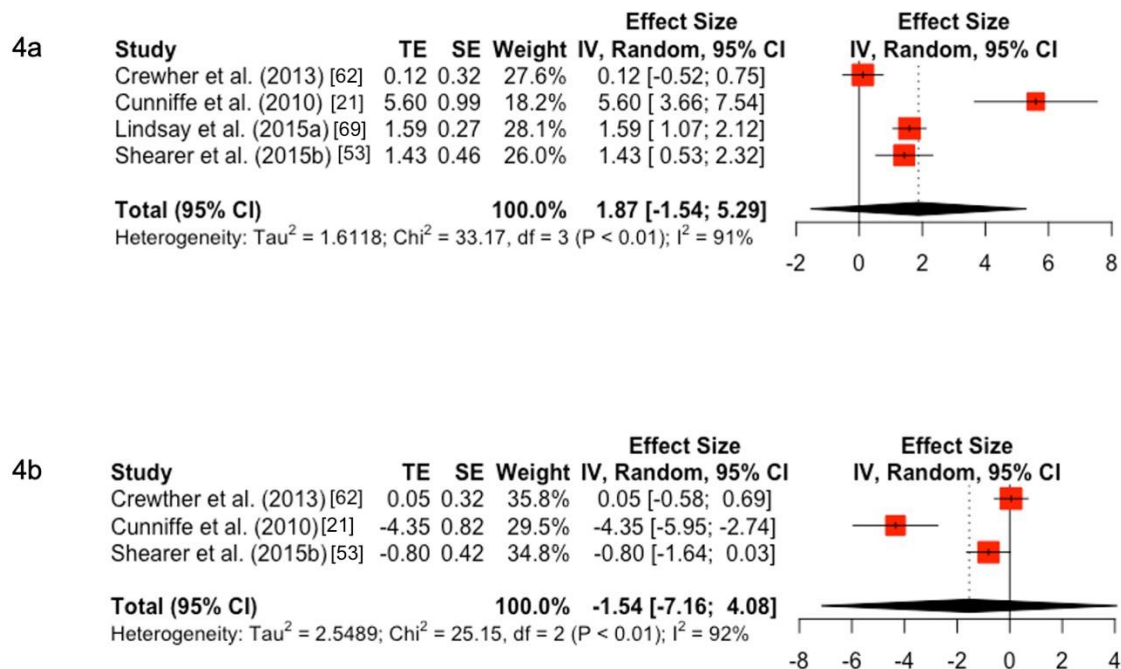 4a
Effect Size Effect Size
Study TE SE Weight IV, Random, 95% CI IV, Random, 95% CI
Crewher et al. (2013) [62] 0.12 0.32 27.6% 0.12 [-0.52; 0.75]
Cunniffe et al. (2010) [21] 5.60 0.99 18.2% 5.60 [ 3.66; 7.54]
Lindsay et al. (2015a) [69] 1.59 0.27 28.1% 1.59 [ 1.07; 2.12]
Shearer et al. (2015b) [53] 1.43 0.46 26.0% 1.43 [ 0.53; 2.32]
Total (95% CI) 100.0% 1.87 [-1.54; 5.29]
Heterogeneity: Tau² = 1.6118; Chi² = 33.17, df = 3 (P < 0.01); I² = 91%
-2 0 2 4 6 8
4b
Effect Size Effect Size
Study TE SE Weight IV, Random, 95% CI IV, Random, 95% CI
Crewther et al. (2013) [62] 0.05 0.32 35.8% 0.05 [-0.58; 0.69]
Cunniffe et al. (2010) [21] -4.35 0.82 29.5% -4.35 [-5.95; -2.74]
Shearer et al. (2015b) [53] -0.80 0.42 34.8% -0.80 [-1.64; 0.03]
Total (95% CI) 100.0% -1.54 [-7.16; 4.08]
Heterogeneity: Tau² = 2.5489; Chi² = 25.15, df = 2 (P < 0.01); I² = 92%
-8 -6 -4 -2 0 2 4